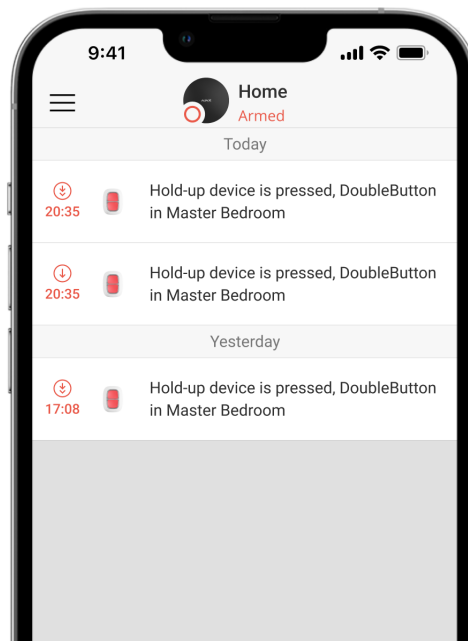 9:41
Home
Armed
Today
Hold-up device is pressed, DoubleButton
20:35
in Master Bedroom
Hold-up device is pressed, DoubleButton
20:35
in Master Bedroom
Yesterday
Hold-up device is pressed, DoubleButton
17:08
in Master Bedroom